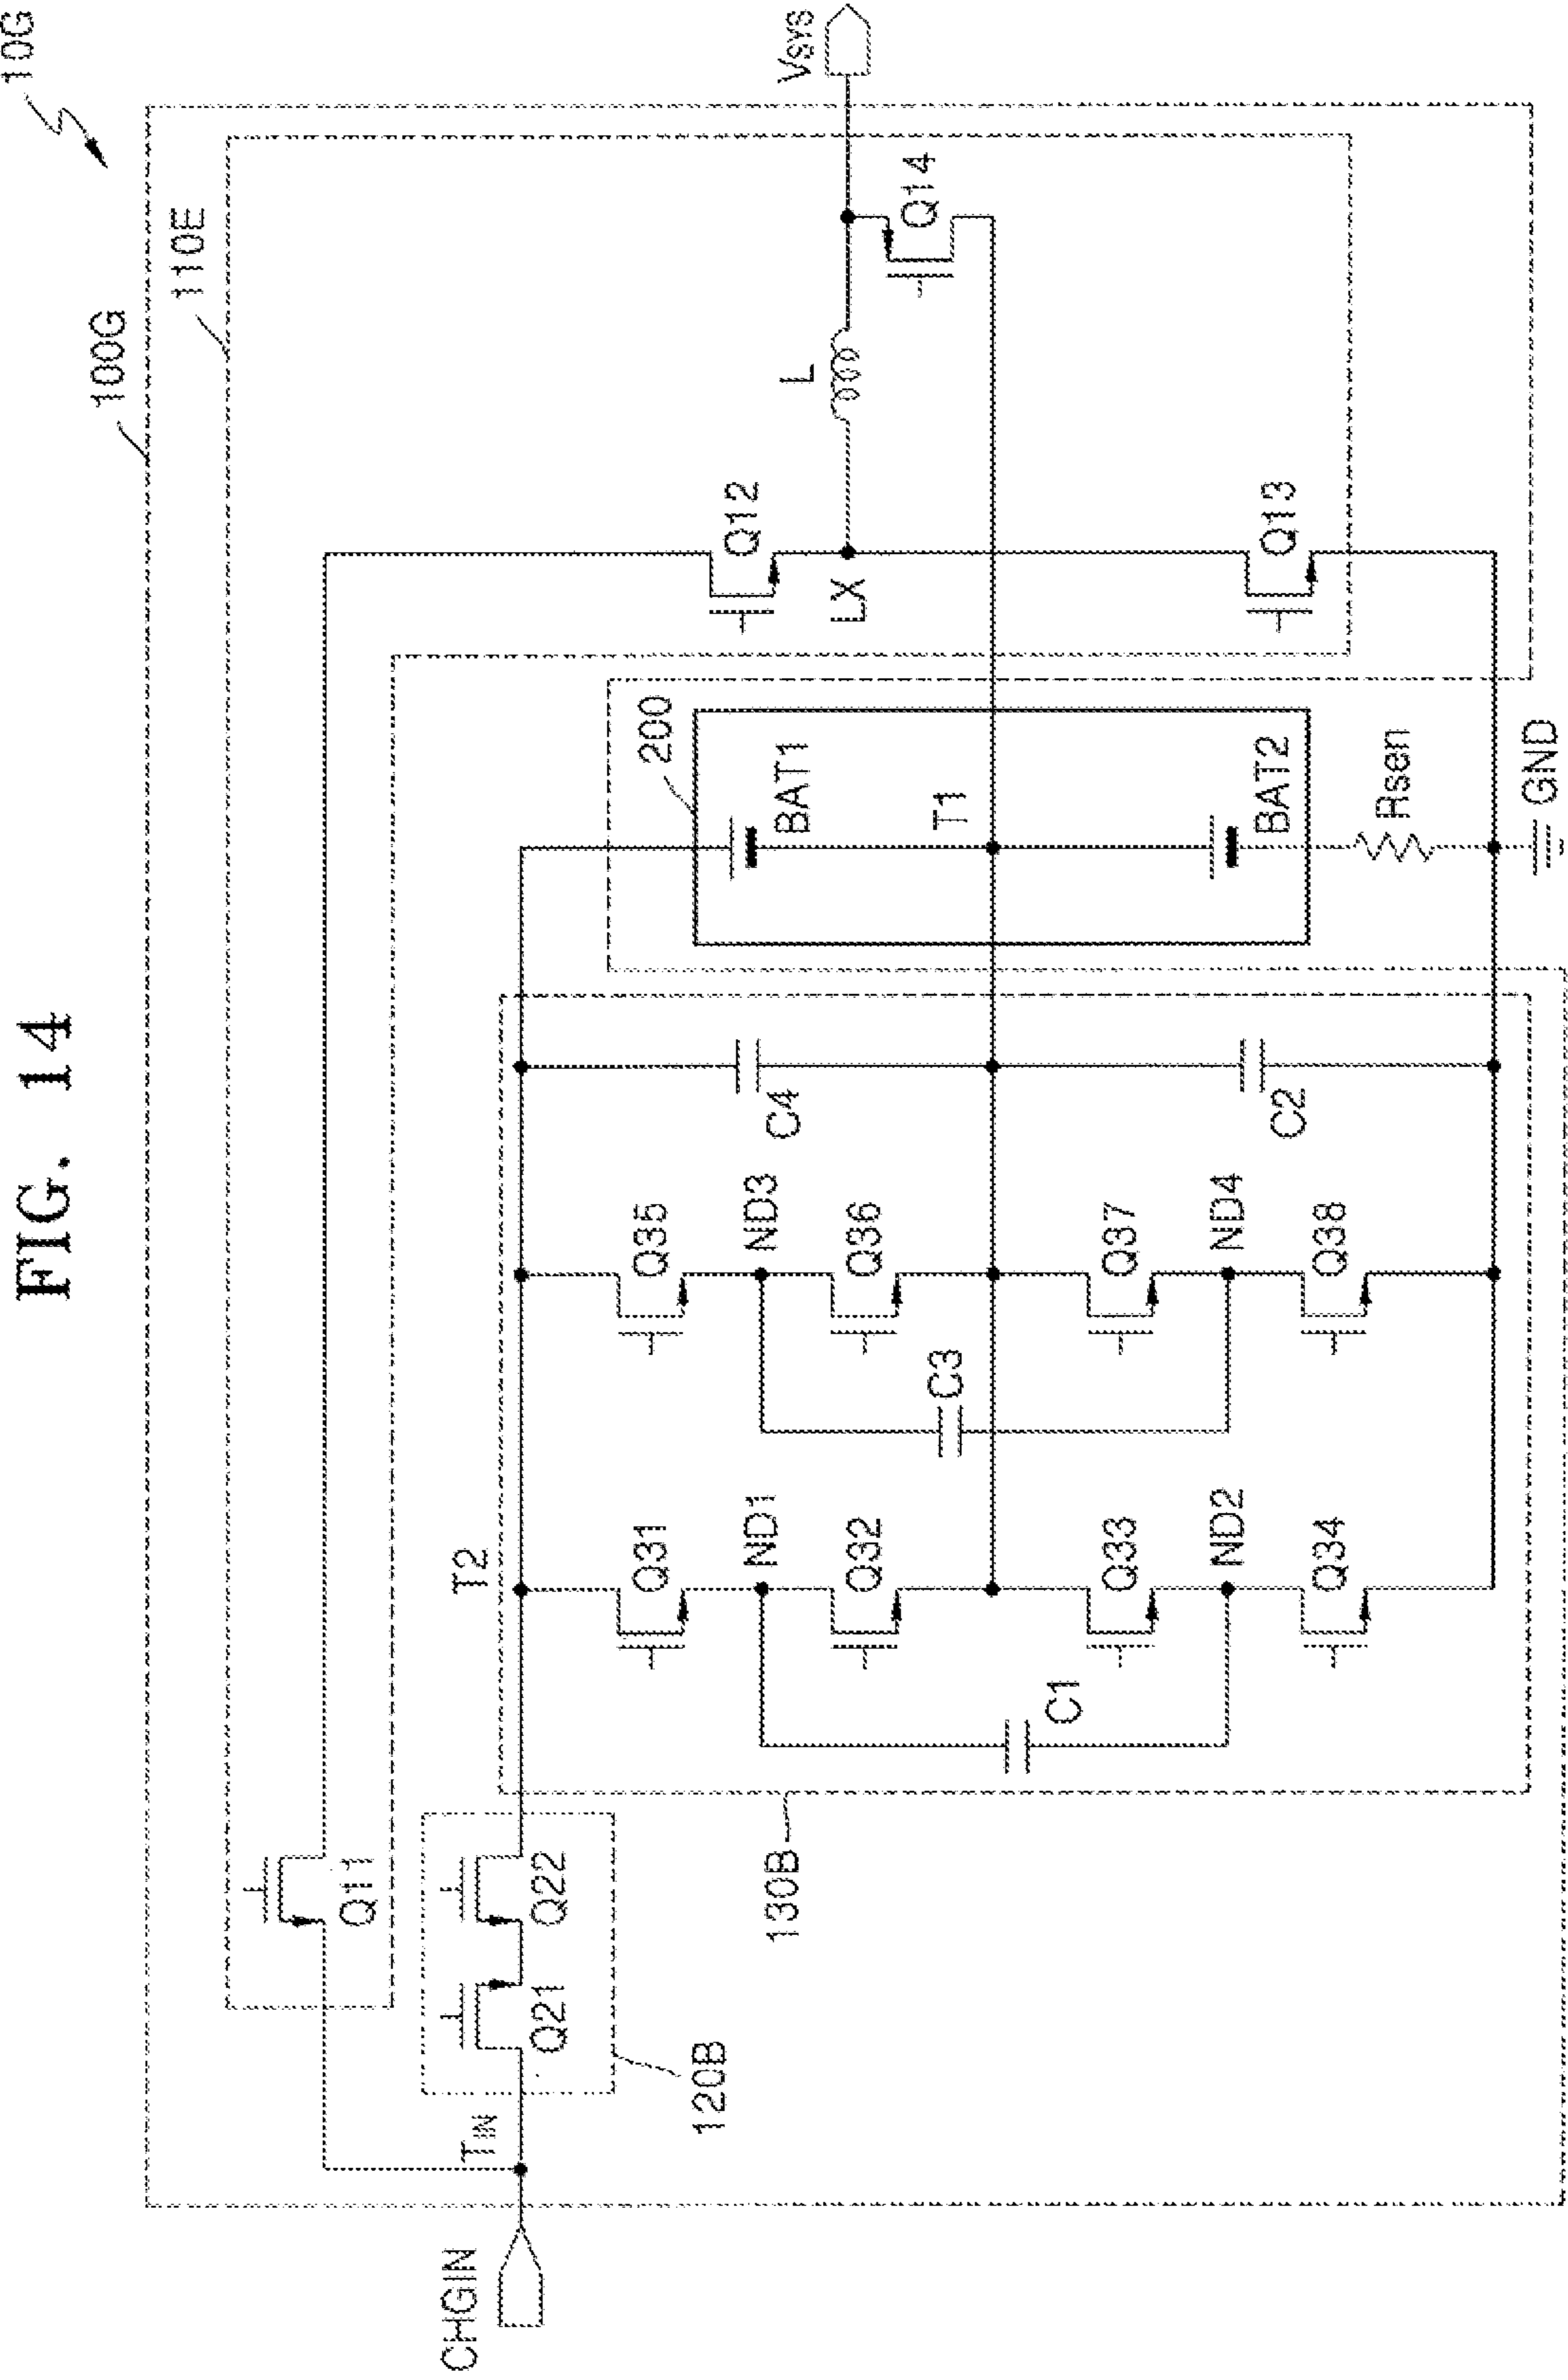 FIG. 14
10G
100G
110E
Q11
Q12
LX
L
Q13
Q14
VSYS
CHGIN
TIN
Q21
Q22
120B
T2
130B
Q31
ND1
Q32
Q33
ND2
Q34
C1
Q35
ND3
Q36
Q37
ND4
Q38
C3
C4
C2
200
BAT1
T1
BAT2
Rsen
GND